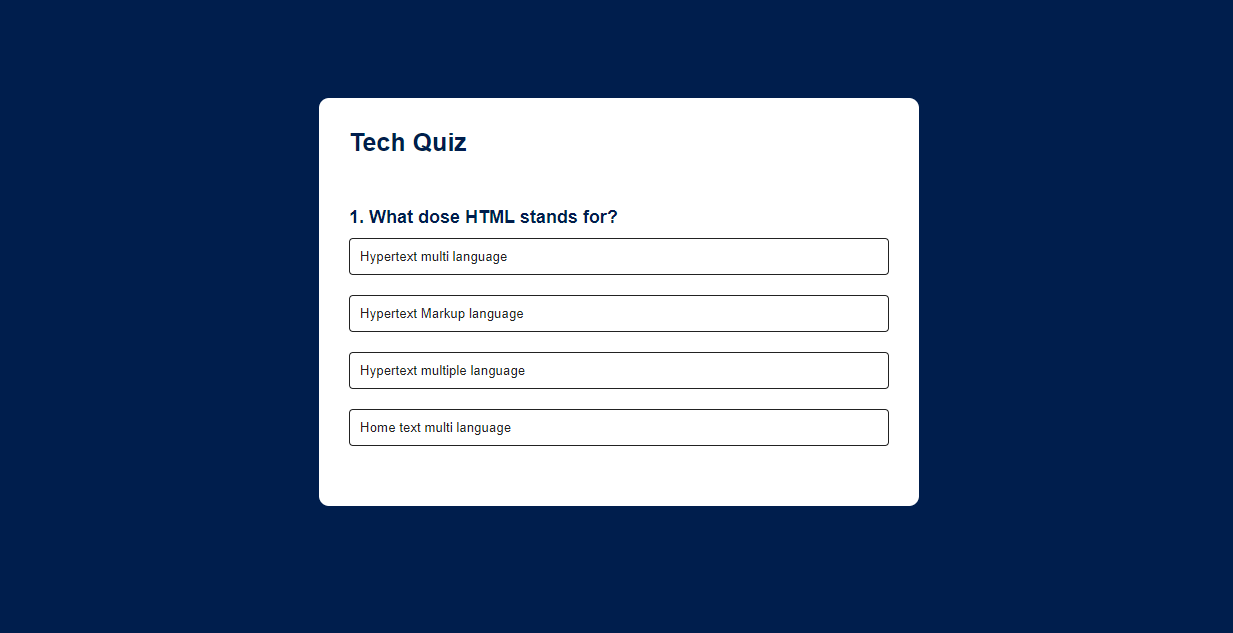 Tech Quiz
1. What dose HTML stands for?
Hypertext multi language
Hypertext Markup language
Hypertext multiple language
Home text multi language